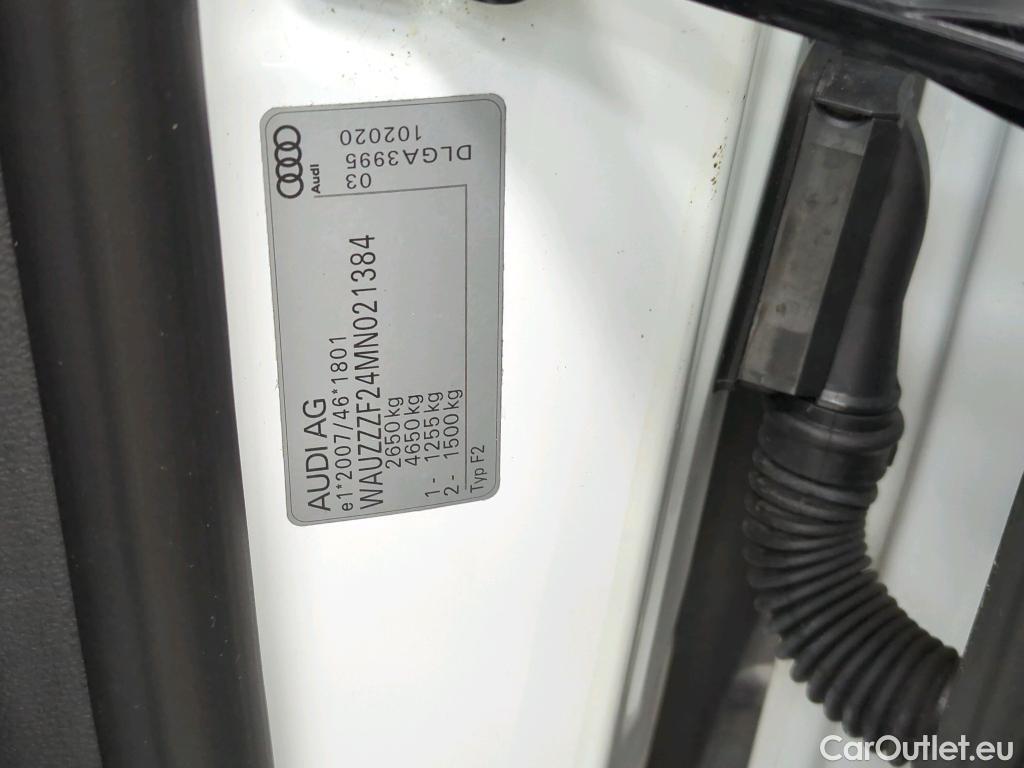 AUDI AG
e1*2007/46*1801
WAUZZZF24MN021384
2650 kg
4650 kg
1 - 1255 kg
2 - 1500 kg
Typ F2
Audi
03
102020
DLGA3995
CarOutlet.eu